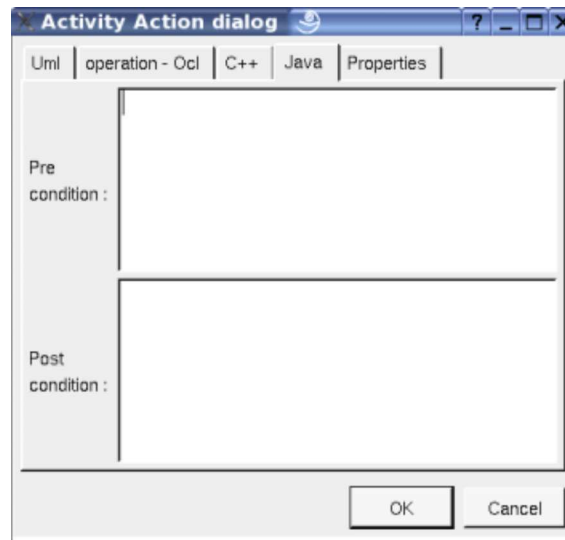 Activity Action dialog
Uml operation - Ocl C++ Java Properties
Pre
condition :
Post
condition :
OK Cancel